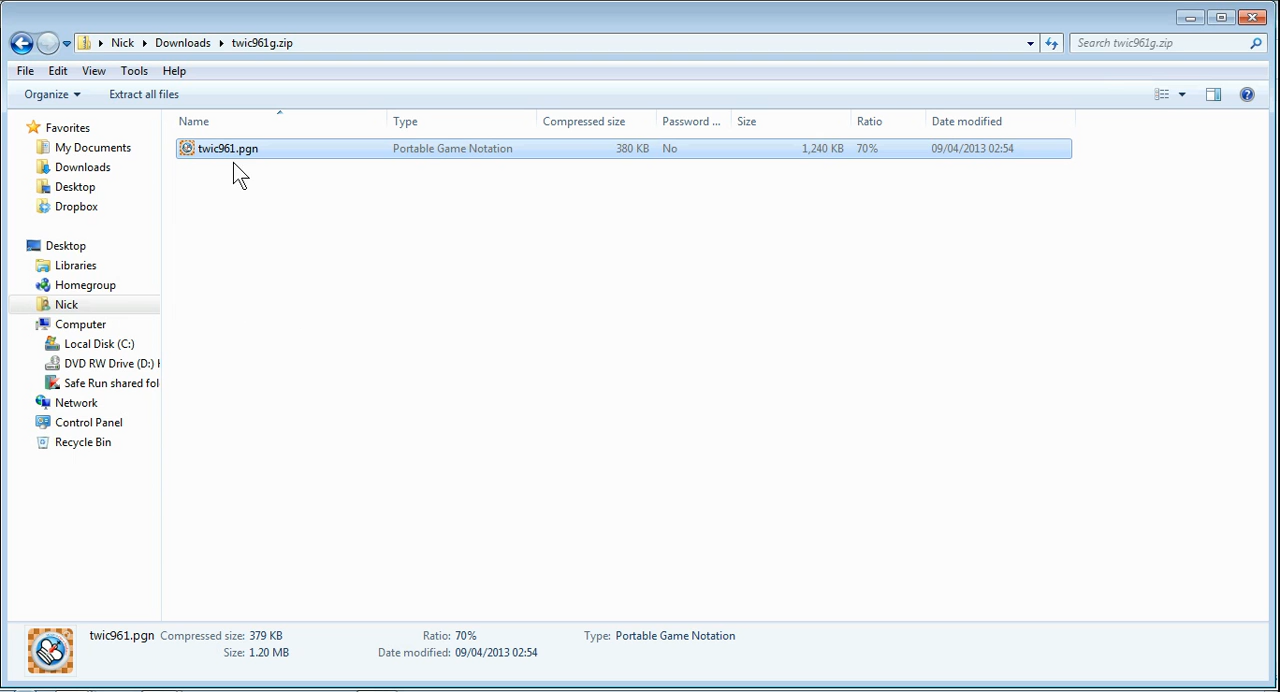 Nick Downloads twic961g.zip Search twic961g.zip
File Edit View Tools Help
Organize Extract all files
Name Type Compressed size Password ... Size Ratio Date modified
twic961.pgn Portable Game Notation 380 KB No 1,240 KB 70% 09/04/2013 02:54
Favorites
My Documents
Downloads
Desktop
Dropbox
Desktop
Libraries
Homegroup
Nick
Computer
Local Disk (C:)
DVD RW Drive (D:)
Safe Run shared fol
Network
Control Panel
Recycle Bin
twic961.pgn Compressed size: 379 KB Ratio: 70% Type: Portable Game Notation
Size: 1.20 MB Date modified: 09/04/2013 02:54